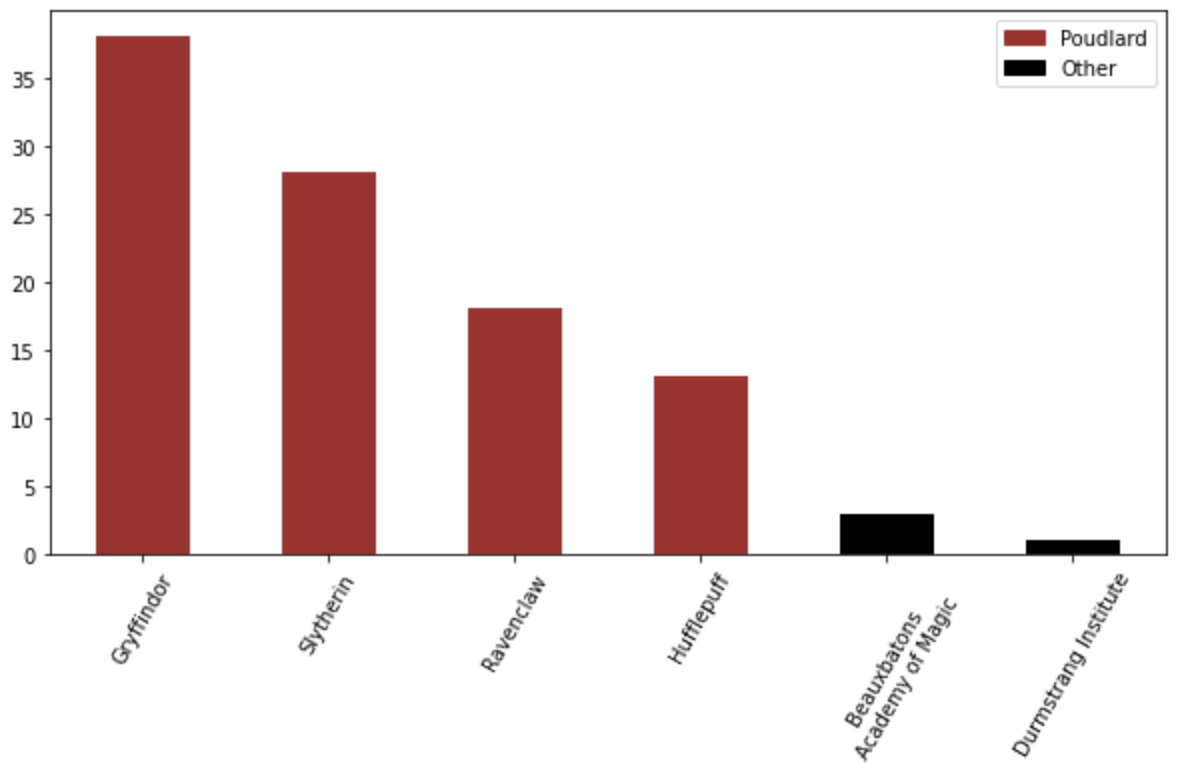 Poudlard
Other
35
30
25
20
15
10
5
0
Gryffindor
Slytherin
Ravenclaw
Hufflepuff
Beauxbatons
Academy of Magic
Durmstrang Institute